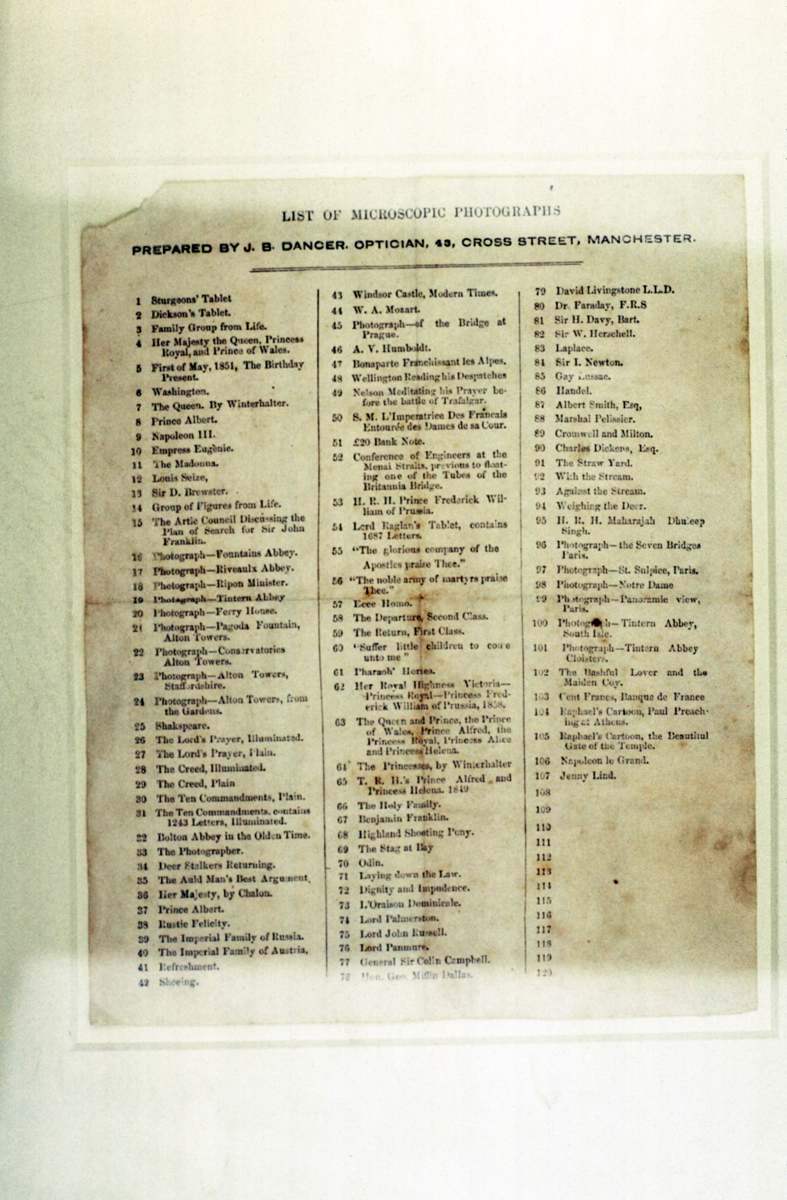 LIST OF MICROSCOPIC PHOTOGRAPHS
PREPARED BY J. B. DANCER, OPTICIAN, 43, CROSS STREET, MANCHESTER.
1 Sturgeons' Tablet
2 Dickson's Tablet.
3 Family Group from Life.
4 Her Majesty the Queen, Princess
Royal, and Prince of Wales.
5 First of May, 1851, The Birthday
Present.
6 Washington.
7 The Queen. By Winterhalter.
8 Prince Albert.
9 Napoleon III.
10 Empress Eugènie.
11 The Madonna.
12 Louis Seize,
13 Sir D. Brewster.
14 Group of Figures from Life.
15 The Artic Council Discussing the
Plan of Search for Sir John
Franklin.
16 Photograph—Fountains Abbey.
17 Photograph—Riveaulx Abbey.
18 Photograph—Ripon Minister.
19 Photograph—Tintern Abbey
20 Photograph—Ferry House.
21 Photograph—Pagoda Fountain,
Alton Towers.
22 Photograph—Conservatories
Alton Towers.
23 Photograph—Alton Towers,
Staffordshire.
24 Photograph—Alton Towers, from
the Gardens.
25 Shakspeare.
26 The Lord's Prayer, Illuminated.
27 The Lord's Prayer, Plain.
28 The Creed, Illuminated.
29 The Creed, Plain
30 The Ten Commandments, Plain.
31 The Ten Commandments, contains
1243 Letters, Illuminated.
32 Bolton Abbey in the Olden Time.
33 The Photographer.
34 Deer Stalkers Returning.
35 The Auld Man's Best Argument.
36 Her Majesty, by Chalon.
37 Prince Albert.
38 Rustic Felicity.
39 The Imperial Family of Russia.
40 The Imperial Family of Austria.
41 Refreshment.
42 Shoeing.
43 Windsor Castle, Modern Times.
44 W. A. Mozart.
45 Photograph—of the Bridge at
Prague.
46 A. V. Humboldt.
47 Bonaparte Franchissant les Alpes.
48 Wellington Reading his Despatches
49 Nelson Meditating his Prayer be-
fore the battle of Trafalgar.
50 S. M. L'Imperatrice Des Francais
Entourée des Dames de sa Cour.
51 £20 Bank Note.
52 Conference of Engineers at the
Menai Straits, previous to float-
ing one of the Tubes of the
Britannia Bridge.
53 H. R. H. Prince Frederick Wil-
liam of Prussia.
54 Lord Raglan's Tablet, contains
1687 Letters.
55 "The glorious company of the
Apostles praise Thee."
56 "The noble army of martyrs praise
Thee."
57 Ecce Homo.
58 The Departure, Second Class.
59 The Return, First Class.
60 "Suffer little children to come
unto me"
61 Pharaoh' Horses.
62 Her Royal Highness Victoria—
Princess Royal—Princess Fred-
erick William of Prussia, 1858.
63 The Queen and Prince, the Prince
of Wales, Prince Alfred, the
Princess Royal, Princess Alice
and Princess Helena.
64 The Princesses, by Winterhalter
65 T. R. H.'s Prince Alfred and
Princess Helena. 1849
66 The Holy Family.
67 Benjamin Franklin.
68 Highland Shooting Pony.
69 The Stag at Bay
70 Odin.
71 Laying down the Law.
72 Dignity and Impudence.
73 L'Oraison Dominicale.
74 Lord Palmerston.
75 Lord John Russell.
76 Lord Panmure.
77 General Sir Colin Campbell.
78 Hon. Geo. Miffin Dallas.
79 David Livingstone L.L.D.
80 Dr. Faraday, F.R.S
81 Sir H. Davy, Bart.
82 Sir W. Herschell.
83 Laplace.
84 Sir I. Newton.
85 Gay Lussac.
86 Handel.
87 Albert Smith, Esq,
88 Marshal Pelissier.
89 Cromwell and Milton.
90 Charles Dickens, Esq.
91 The Straw Yard.
92 With the Stream.
93 Against the Stream.
94 Weighing the Deer.
95 H. R. H. Maharajah Dhuleep
Singh.
96 Photograph—the Seven Bridges
Paris.
97 Photograph—St. Sulpice, Paris.
98 Photograph—Notre Dame
99 Photograph—Panoramic view,
Paris.
100 Photograph—Tintern Abbey,
South Isle.
101 Photograph—Tintern Abbey
Cloisters.
102 The Bashful Lover and the
Maiden Coy.
103 Cent Francs, Banque de France
104 Raphael's Cartoon, Paul Preach-
ing at Athens.
105 Raphael's Cartoon, the Beautiful
Gate of the Temple.
106 Napoleon le Grand.
107 Jenny Lind.
108
109
110
111
112
113
114
115
116
117
118
119
120